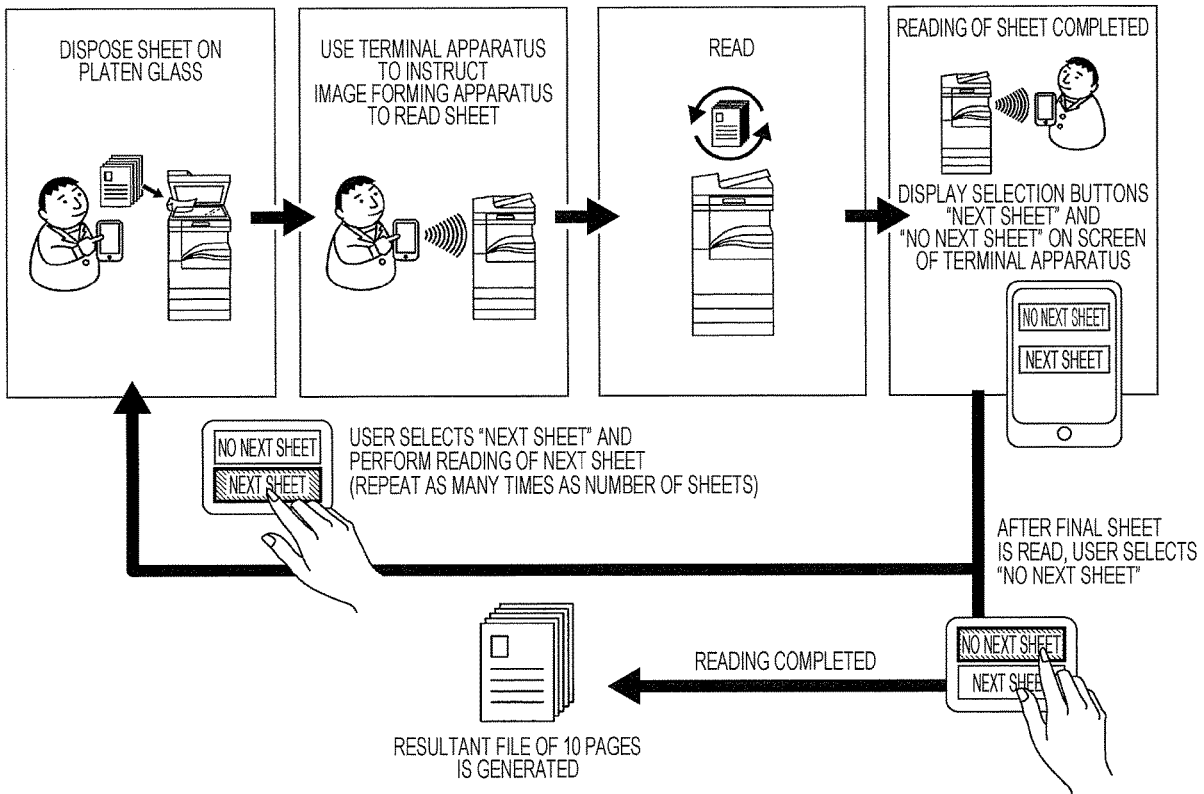 DISPOSE SHEET ON
PLATEN GLASS
USE TERMINAL APPARATUS
TO INSTRUCT
IMAGE FORMING APPARATUS
TO READ SHEET
READ
READING OF SHEET COMPLETED
DISPLAY SELECTION BUTTONS
“NEXT SHEET” AND
“NO NEXT SHEET” ON SCREEN
OF TERMINAL APPARATUS
NO NEXT SHEET
NEXT SHEET
NO NEXT SHEET
NEXT SHEET
USER SELECTS “NEXT SHEET” AND
PERFORM READING OF NEXT SHEET
(REPEAT AS MANY TIMES AS NUMBER OF SHEETS)
AFTER FINAL SHEET
IS READ, USER SELECTS
“NO NEXT SHEET”
NO NEXT SHEET
NEXT SHEE
READING COMPLETED
RESULTANT FILE OF 10 PAGES
IS GENERATED